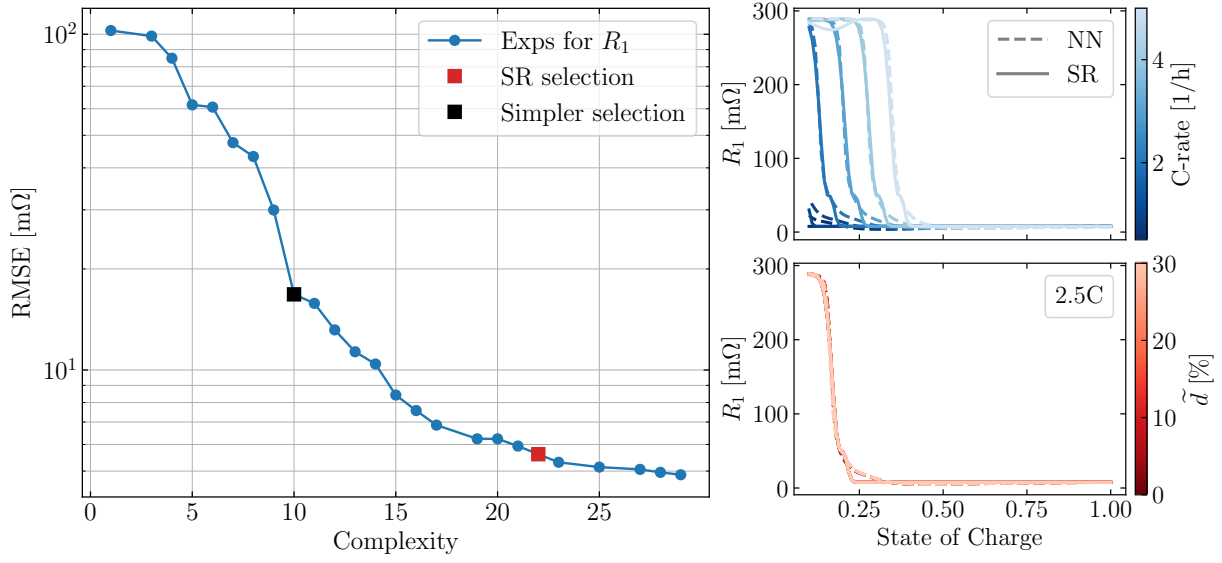 10²
10¹
RMSE [mΩ]
0
5
10
15
20
25
Complexity
Exps for R₁
SR selection
Simpler selection
300
200
100
0
R₁ [mΩ]
NN
SR
4
2
C-rate [1/h]
300
200
100
0
R₁ [mΩ]
2.5C
0.25
0.50
0.75
1.00
State of Charge
30
20
10
0
d̃ [%]